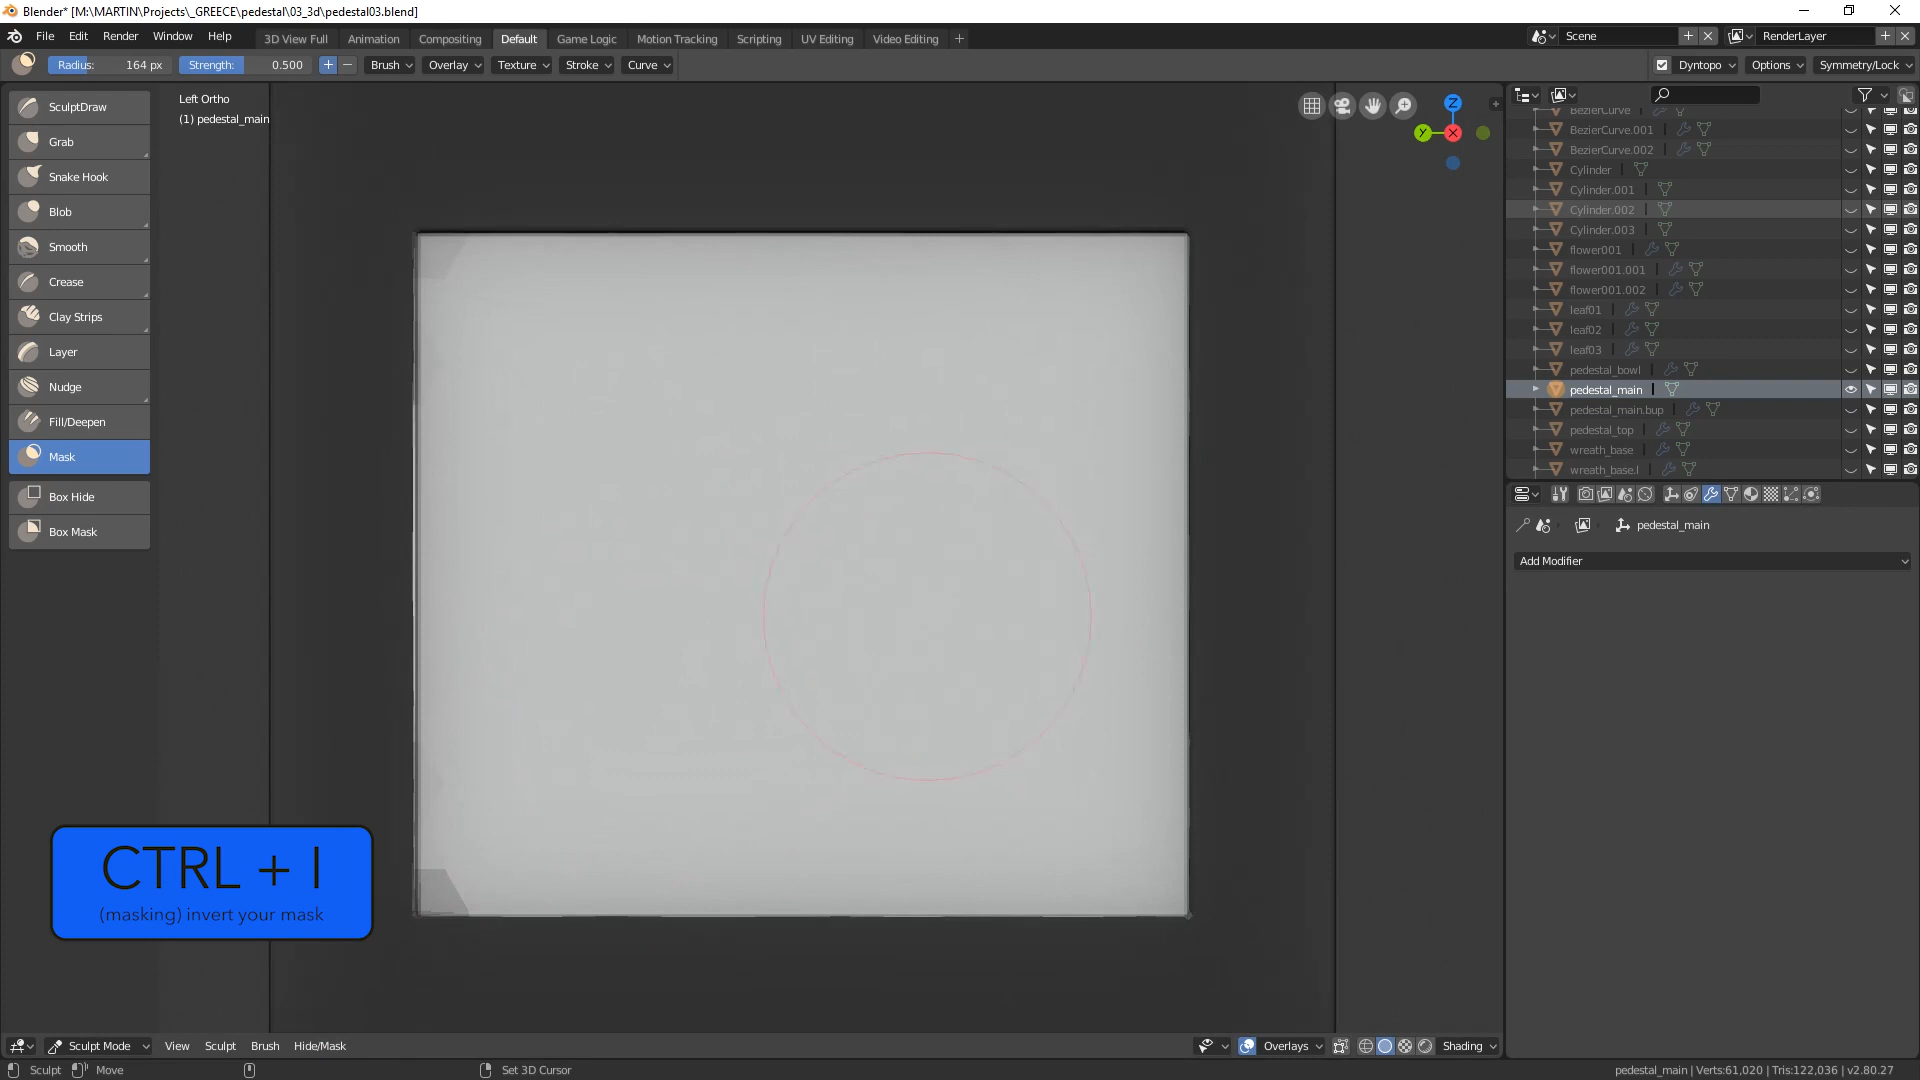 Blender* [M:\MARTIN\Projects\_GREECE\pedestal\03_3d\pedestal03.blend]
File Edit Render Window Help 3D View Full Animation Compositing Default Game Logic Motion Tracking Scripting UV Editing Video Editing + Scene RenderLayer
Radius: 164 px Strength: 0.500 Brush Overlay Texture Stroke Curve Dyntopo Options Symmetry/Lock
SculptDraw
Grab
Snake Hook
Blob
Smooth
Crease
Clay Strips
Layer
Nudge
Fill/Deepen
Mask
Box Hide
Box Mask
Left Ortho
(1) pedestal_main
Z
Y
X
CTRL + I
(masking) invert your mask
BezierCurve
BezierCurve.001
BezierCurve.002
Cylinder
Cylinder.001
Cylinder.002
Cylinder.003
flower001
flower001.001
flower001.002
leaf01
leaf02
leaf03
pedestal_bowl
pedestal_main
pedestal_main.bup
pedestal_top
wreath_base
wreath_base.l
pedestal_main
Add Modifier
Sculpt Mode View Sculpt Brush Hide/Mask Overlays Shading
Sculpt Move Set 3D Cursor pedestal_main | Verts:61,020 | Tris:122,036 | v2.80.27